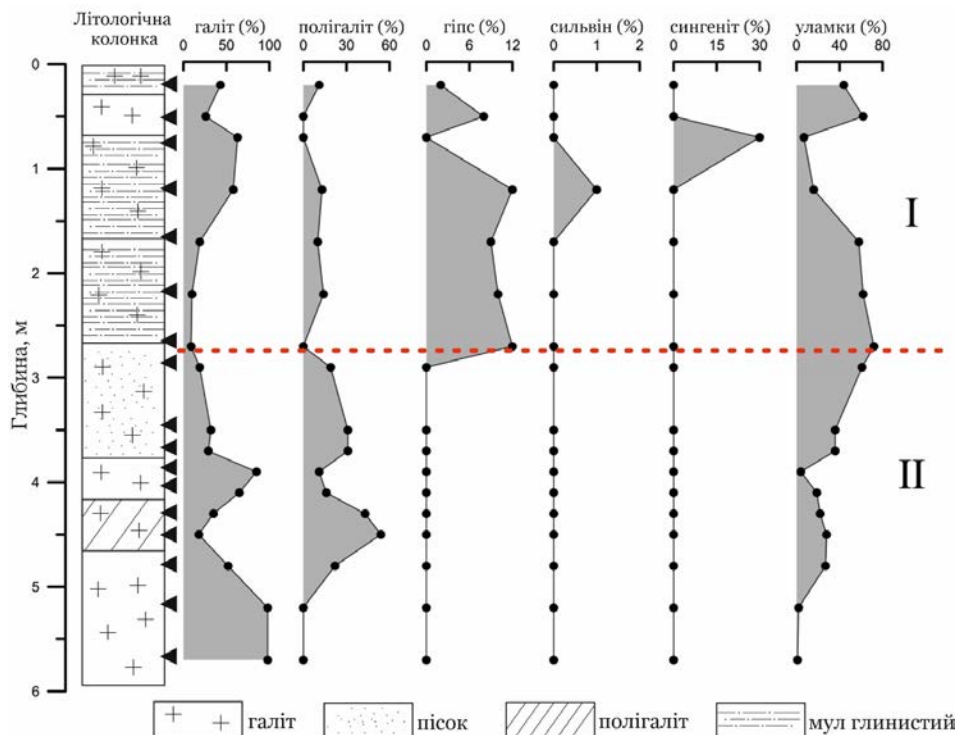 Літологічна
колонка
галіт (%)
полігаліт (%)
гіпс (%)
сильвін (%)
сингеніт (%)
уламки (%)
0 50 100
0 30 60
0 12
0 1 2
0 30
0 40 80
Глибина, м
0
1
2
3
4
5
6
I
II
галіт
пісок
полігаліт
мул глинистий